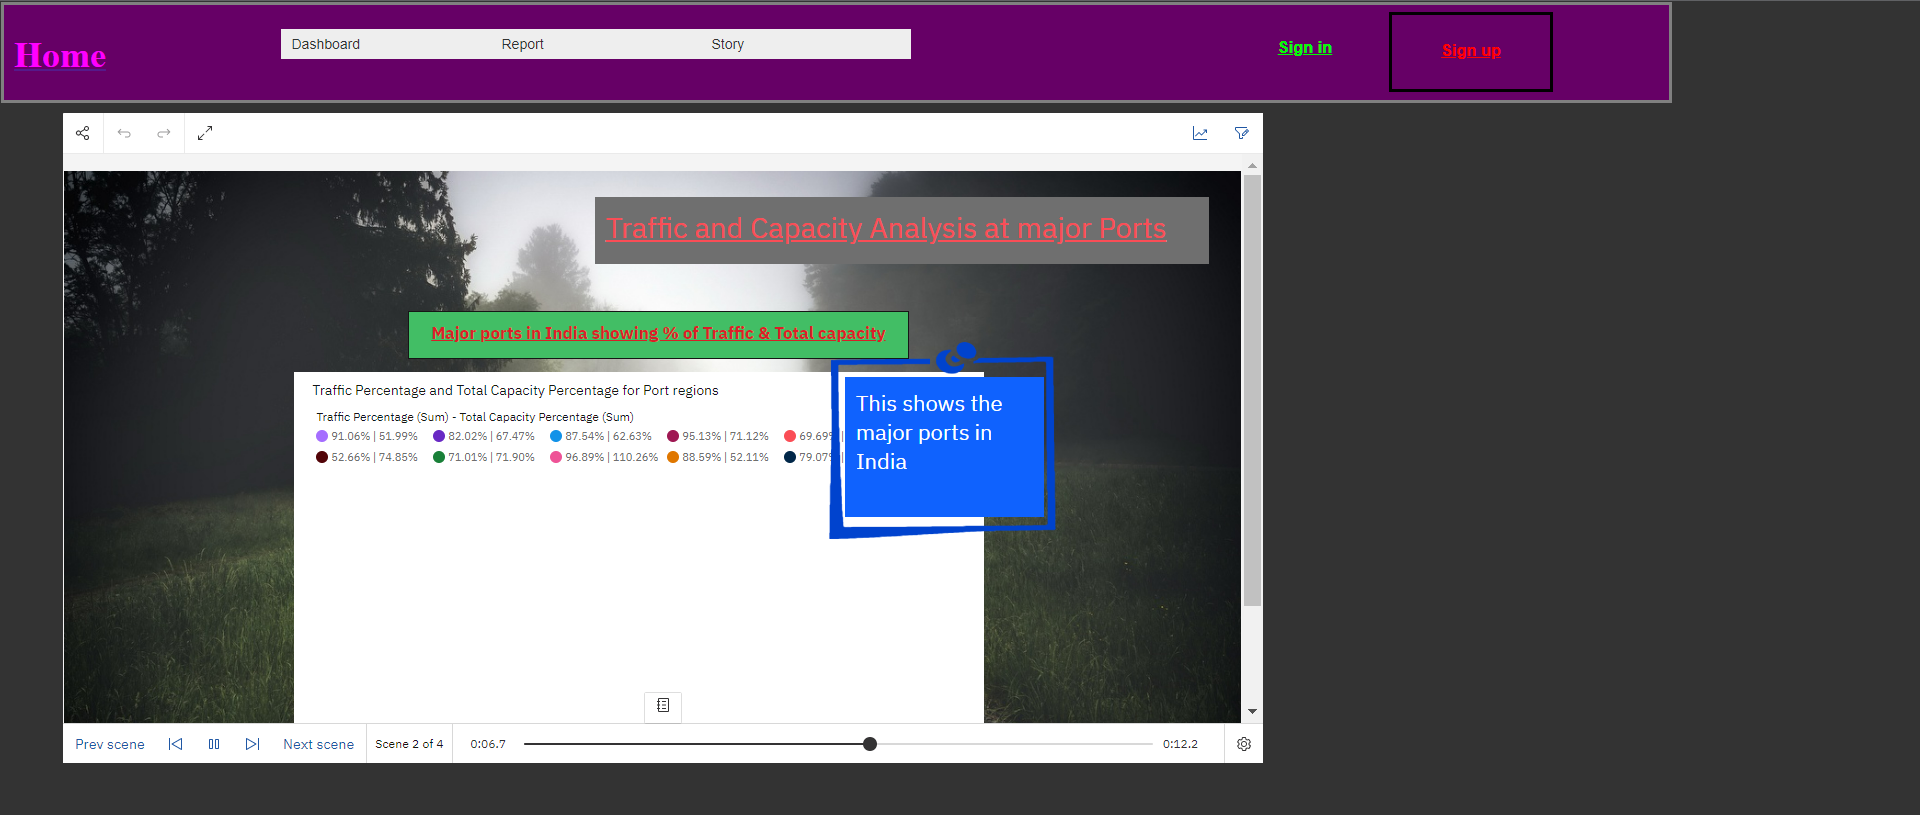 Home
Dashboard Report Story
Sign in
Sign up
Traffic and Capacity Analysis at major Ports
Major ports in India showing % of Traffic & Total capacity
Traffic Percentage and Total Capacity Percentage for Port regions
Traffic Percentage (Sum) - Total Capacity Percentage (Sum)
91.06% | 51.99% 82.02% | 67.47% 87.54% | 62.63% 95.13% | 71.12% 69.69% |
52.66% | 74.85% 71.01% | 71.90% 96.89% | 110.26% 88.59% | 52.11% 79.07% |
This shows the
major ports in
India
Prev scene Next scene Scene 2 of 4 0:06.7 0:12.2